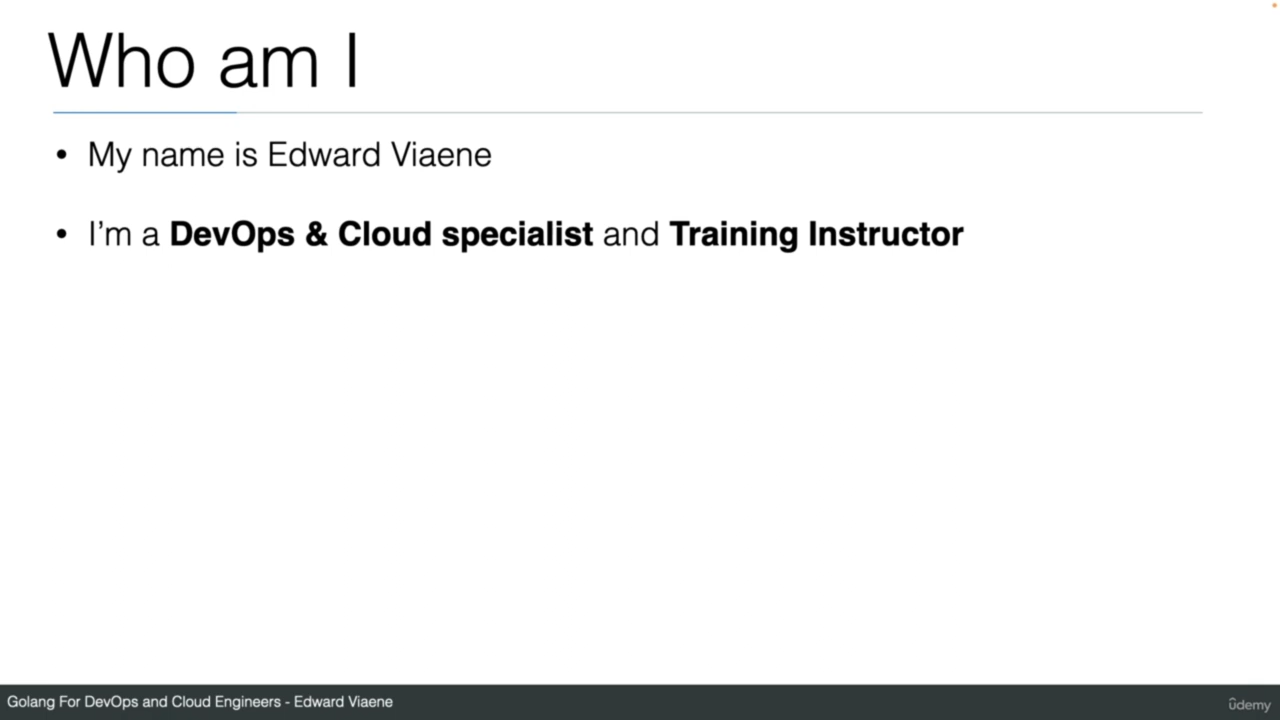 Who am I
• My name is Edward Viaene
• I’m a DevOps & Cloud specialist and Training Instructor
Golang For DevOps and Cloud Engineers - Edward Viaene
ûdemy